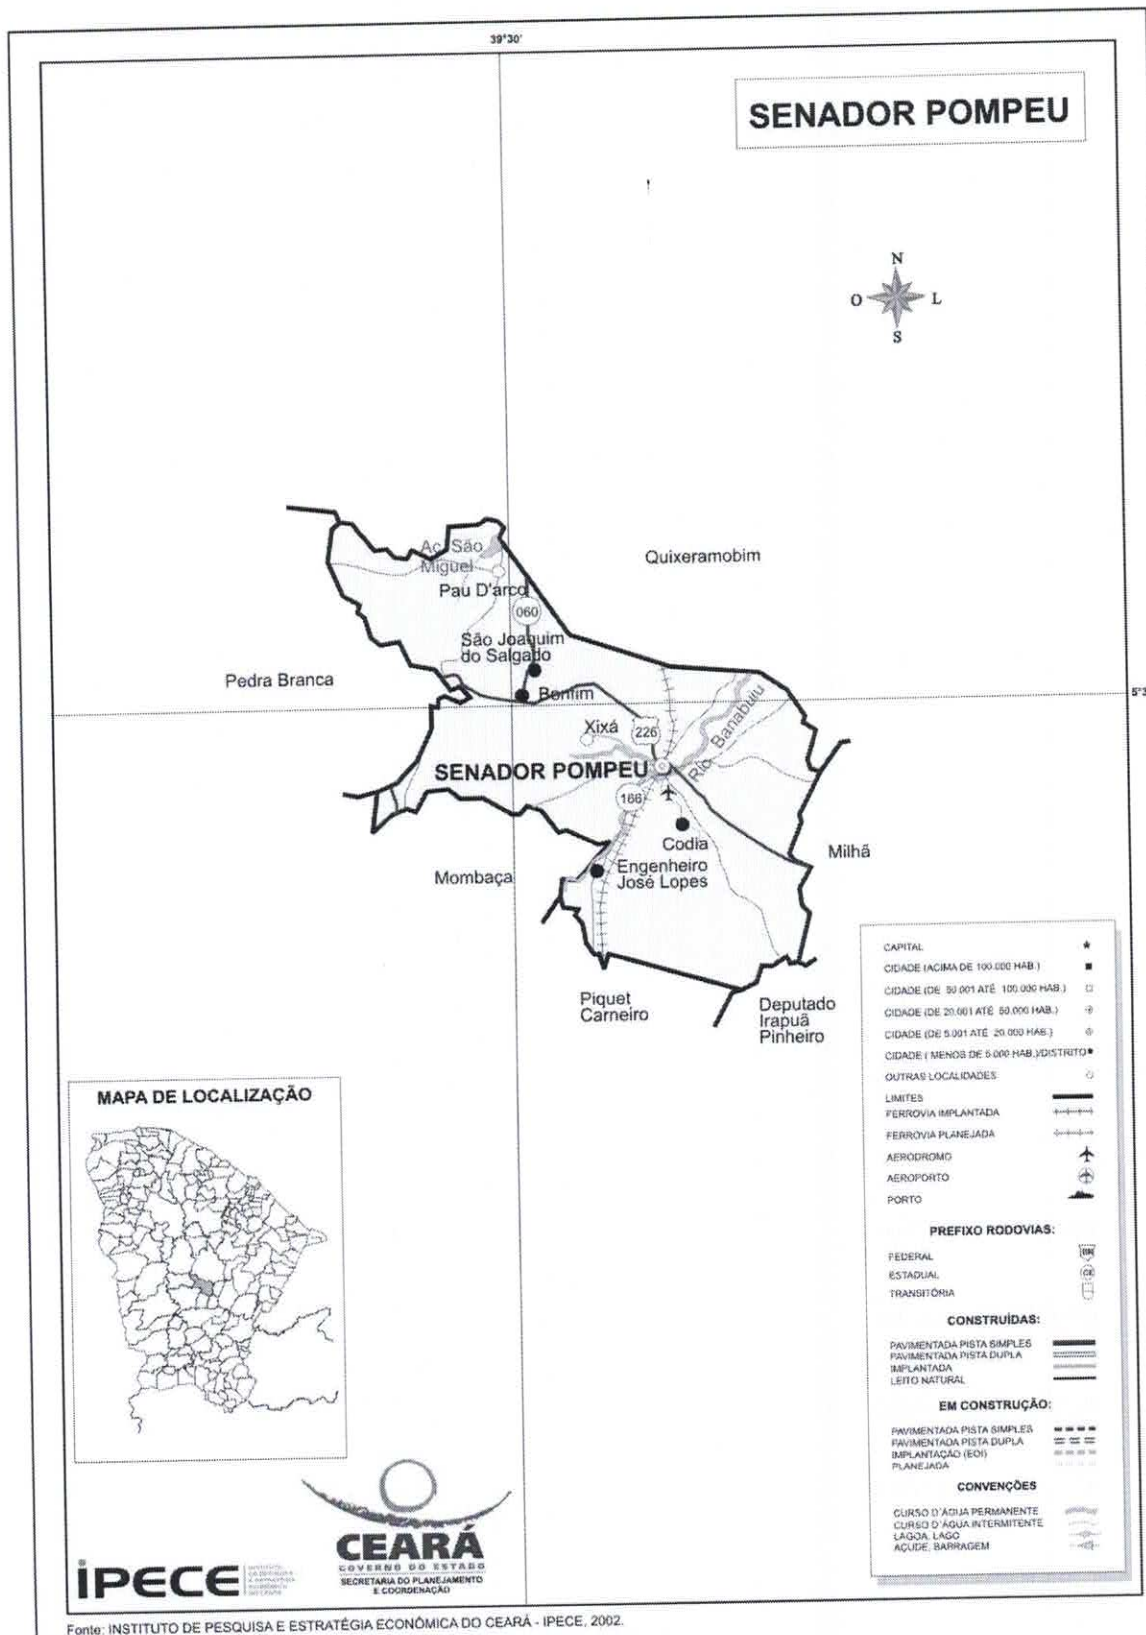 39°30'
SENADOR POMPEU
N
O
L
S
Aç. São
Miguel
Quixeramobim
Pau D'arco
060
São Joaquim
do Salgado
Pedra Branca
Bonfim
Rio Banabuiu
Xixá
226
SENADOR POMPEU
166
Codia
Milhã
Engenheiro
José Lopes
Mombaça
Piquet
Carneiro
Deputado
Irapuã
Pinheiro
CAPITAL
CIDADE (ACIMA DE 100.000 HAB.)
CIDADE (DE 50.001 ATÉ 100.000 HAB.)
CIDADE (DE 20.001 ATÉ 50.000 HAB.)
CIDADE (DE 5.001 ATÉ 20.000 HAB.)
CIDADE ( MENOS DE 5.000 HAB.)/DISTRITO
OUTRAS LOCALIDADES
LIMITES
FERROVIA IMPLANTADA
FERROVIA PLANEJADA
AERODROMO
AEROPORTO
PORTO
PREFIXO RODOVIAS:
FEDERAL
ESTADUAL
TRANSITÓRIA
CONSTRUÍDAS:
PAVIMENTADA PISTA SIMPLES
PAVIMENTADA PISTA DUPLA
IMPLANTADA
LEITO NATURAL
EM CONSTRUÇÃO:
PAVIMENTADA PISTA SIMPLES
PAVIMENTADA PISTA DUPLA
IMPLANTAÇÃO (EOI)
PLANEJADA
CONVENÇÕES
CURSO D'ÁGUA PERMANENTE
CURSO D'ÁGUA INTERMITENTE
LAGOA, LAGO
AÇUDE, BARRAGEM
MAPA DE LOCALIZAÇÃO
IPECE
CEARÁ
GOVERNO DO ESTADO
SECRETARIA DO PLANEJAMENTO
E COORDENAÇÃO
Fonte: INSTITUTO DE PESQUISA E ESTRATÉGIA ECONÔMICA DO CEARÁ - IPECE, 2002.